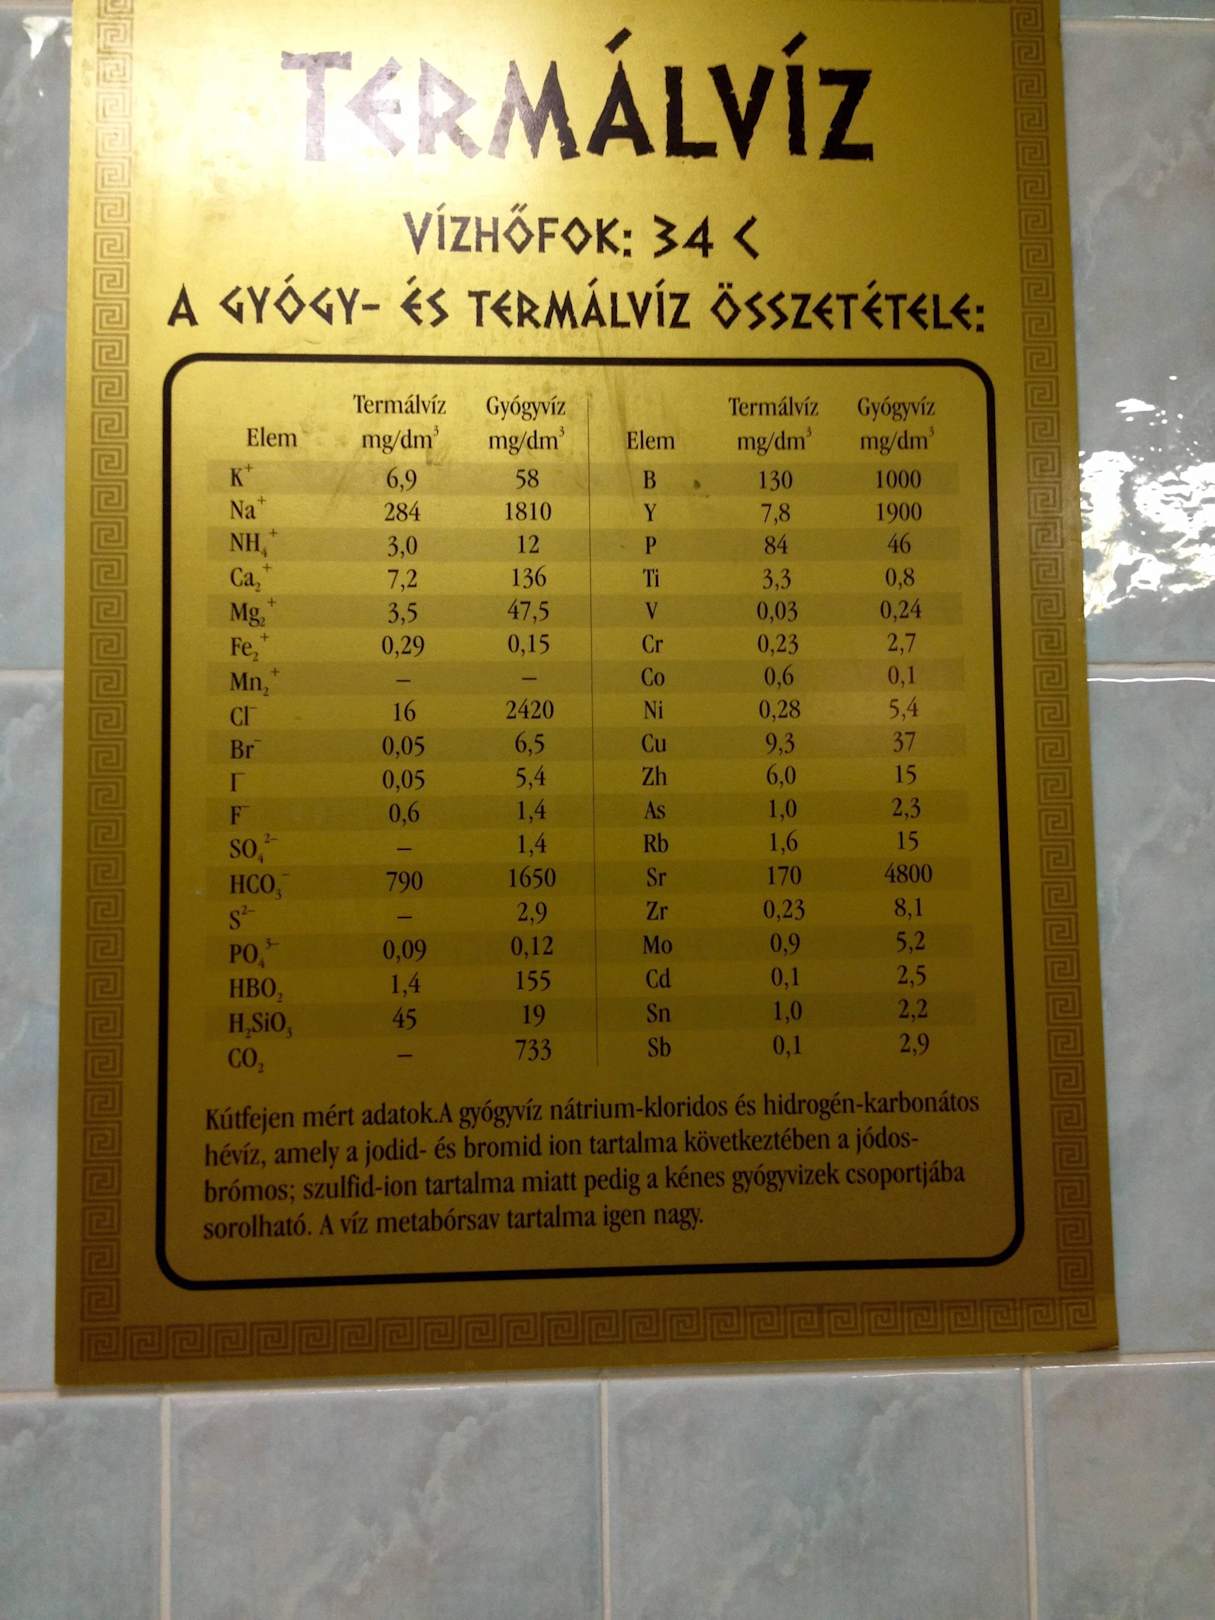 TERMÁLVÍZ
VÍZHŐFOK: 34 C
A GYÓGY- ÉS TERMÁLVÍZ ÖSSZETÉTELE:
Elem Termálvíz mg/dm³ Gyógyvíz mg/dm³ Elem Termálvíz mg/dm³ Gyógyvíz mg/dm³
K⁺ 6,9 58 B 130 1000
Na⁺ 284 1810 Y 7,8 1900
NH₄⁺ 3,0 12 P 84 46
Ca₂⁺ 7,2 136 Ti 3,3 0,8
Mg₂⁺ 3,5 47,5 V 0,03 0,24
Fe₂⁺ 0,29 0,15 Cr 0,23 2,7
Mn₂⁺ – – Co 0,6 0,1
Cl⁻ 16 2420 Ni 0,28 5,4
Br⁻ 0,05 6,5 Cu 9,3 37
I⁻ 0,05 5,4 Zh 6,0 15
F⁻ 0,6 1,4 As 1,0 2,3
SO₄²⁻ – 1,4 Rb 1,6 15
HCO₃⁻ 790 1650 Sr 170 4800
S²⁻ – 2,9 Zr 0,23 8,1
PO₄³⁻ 0,09 0,12 Mo 0,9 5,2
HBO₂ 1,4 155 Cd 0,1 2,5
H₂SiO₃ 45 19 Sn 1,0 2,2
CO₂ – 733 Sb 0,1 2,9
Kútfejen mért adatok.A gyógyvíz nátrium-kloridos és hidrogén-karbonátos
hévíz, amely a jodid- és bromid ion tartalma következtében a jódos-
brómos; szulfid-ion tartalma miatt pedig a kénes gyógyvizek csoportjába
sorolható. A víz metabórsav tartalma igen nagy.